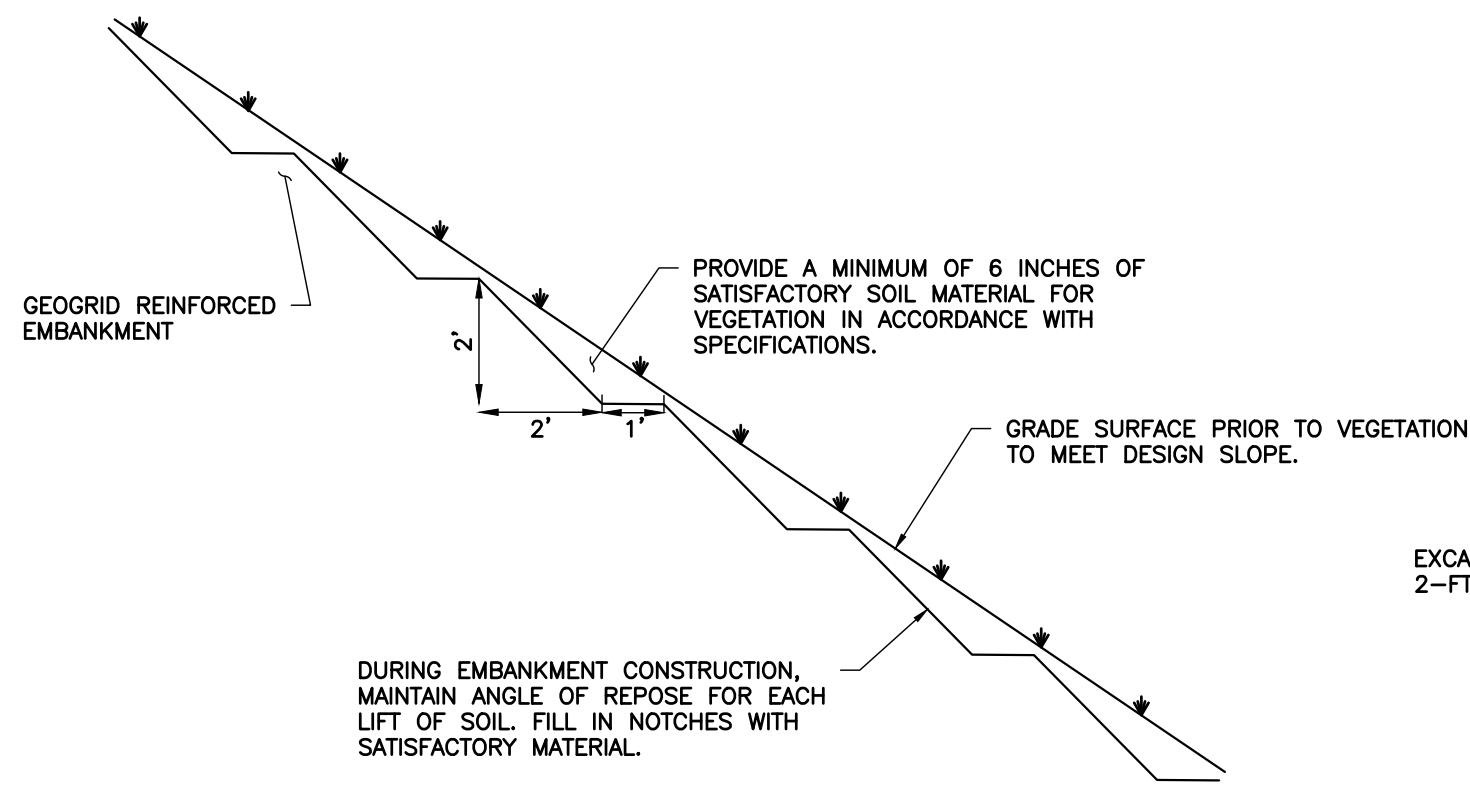 GEOGRID REINFORCED
EMBANKMENT
PROVIDE A MINIMUM OF 6 INCHES OF
SATISFACTORY SOIL MATERIAL FOR
VEGETATION IN ACCORDANCE WITH
SPECIFICATIONS.
2'
2'
1'
GRADE SURFACE PRIOR TO VEGETATION
TO MEET DESIGN SLOPE.
EXCA
2-FT
DURING EMBANKMENT CONSTRUCTION,
MAINTAIN ANGLE OF REPOSE FOR EACH
LIFT OF SOIL. FILL IN NOTCHES WITH
SATISFACTORY MATERIAL.